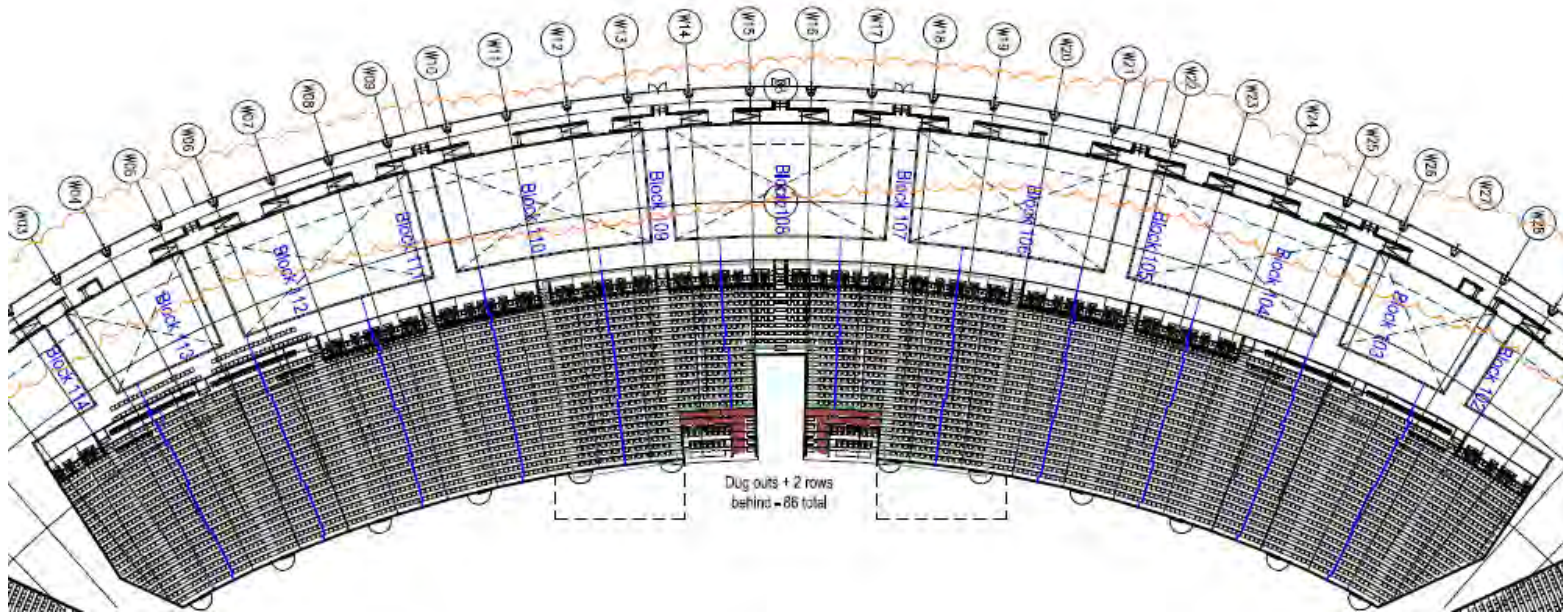 W03
W04
W05
W06
W07
W08
W09
W10
W11
W12
W13
W14
W15
W16
W17
W18
W19
W20
W21
W22
W23
W24
W25
W26
W27
W28
Block 114
Block 113
Block 112
Block 111
Block 110
Block 109
Block 108
Block 107
Block 106
Block 105
Block 104
Block 103
Block 102
Dug outs + 2 rows
behind - 86 total